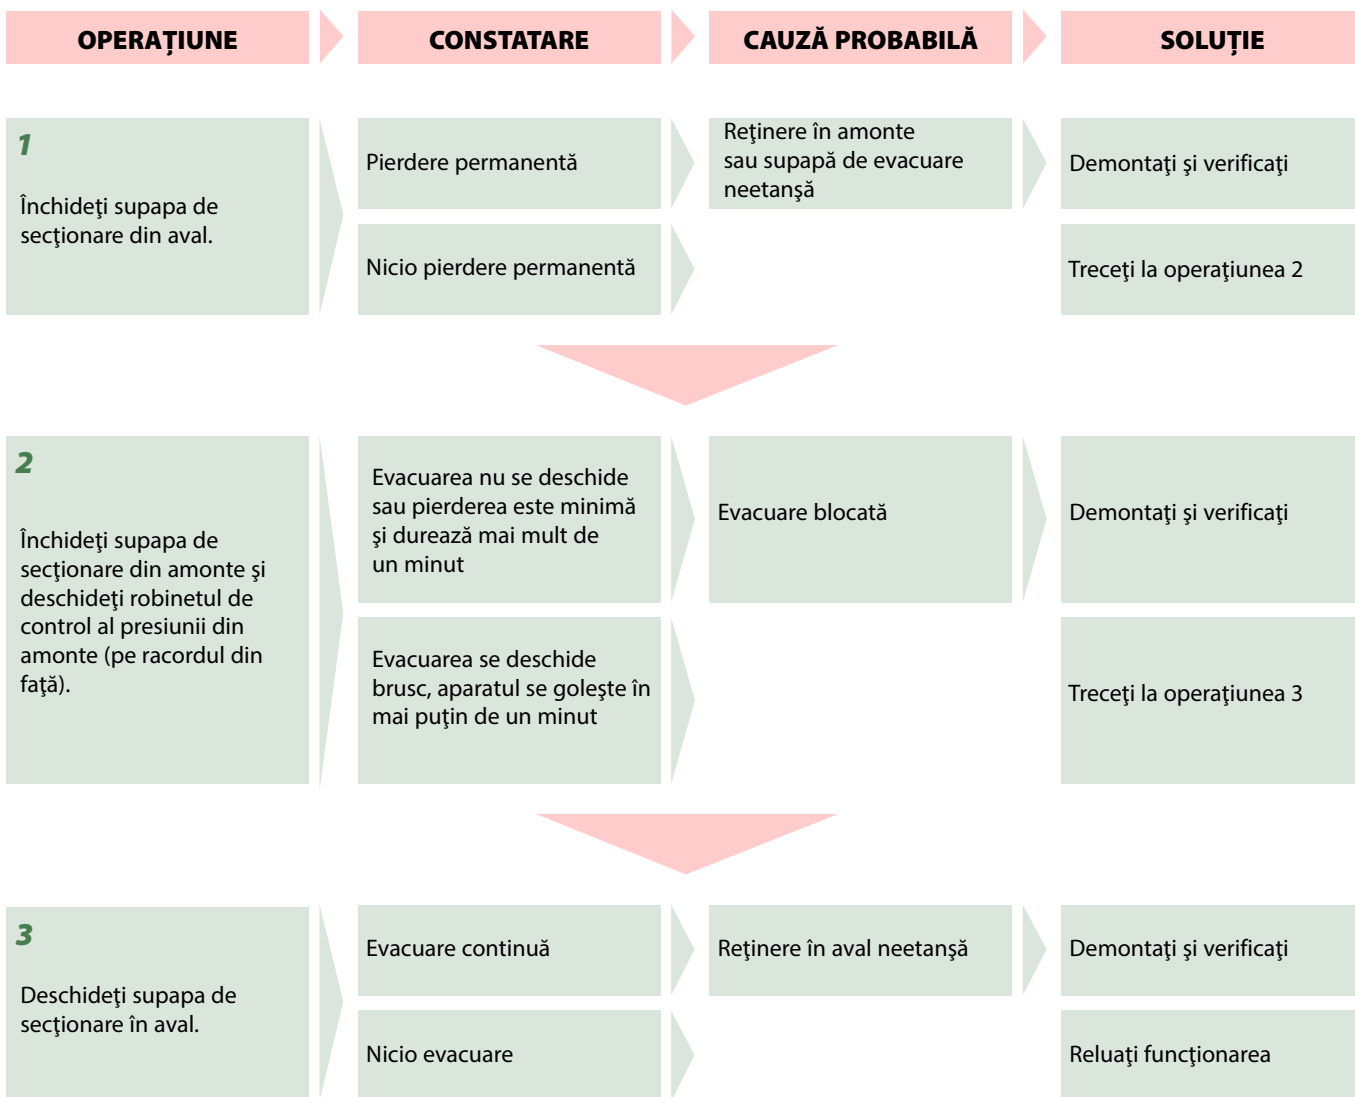 OPERAȚIUNE
CONSTATARE
CAUZĂ PROBABILĂ
SOLUȚIE
1
Închideţi supapa de
secţionare din aval.
Pierdere permanentă
Reţinere în amonte
sau supapă de evacuare
neetanşă
Demontaţi şi verificaţi
Nicio pierdere permanentă
Treceţi la operaţiunea 2
2
Închideţi supapa de
secţionare din amonte şi
deschideţi robinetul de
control al presiunii din
amonte (pe racordul din
faţă).
Evacuarea nu se deschide
sau pierderea este minimă
şi durează mai mult de
un minut
Evacuare blocată
Demontaţi şi verificaţi
Evacuarea se deschide
brusc, aparatul se goleşte în
mai puţin de un minut
Treceţi la operaţiunea 3
3
Deschideţi supapa de
secţionare în aval.
Evacuare continuă
Reţinere în aval neetanşă
Demontaţi şi verificaţi
Nicio evacuare
Reluaţi funcţionarea